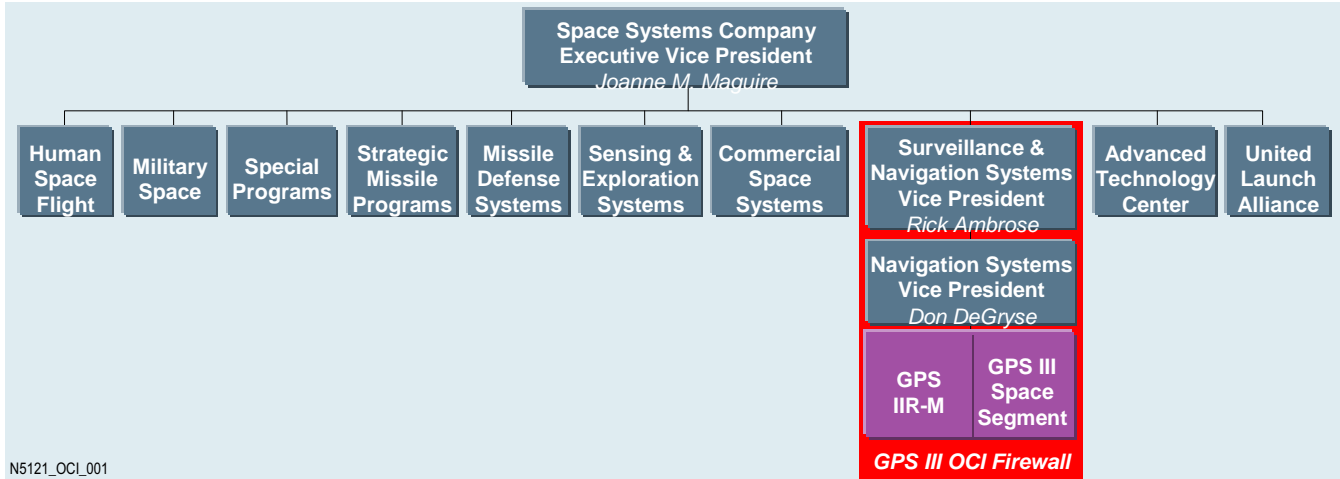 Space Systems Company
Executive Vice President
Joanne M. Maguire
Human
Space
Flight
Military
Space
Special
Programs
Strategic
Missile
Programs
Missile
Defense
Systems
Sensing &
Exploration
Systems
Commercial
Space
Systems
Surveillance &
Navigation Systems
Vice President
Rick Ambrose
Advanced
Technology
Center
United
Launch
Alliance
Navigation Systems
Vice President
Don DeGryse
GPS
IIR-M
GPS III
Space
Segment
GPS III OCI Firewall
N5121_OCI_001